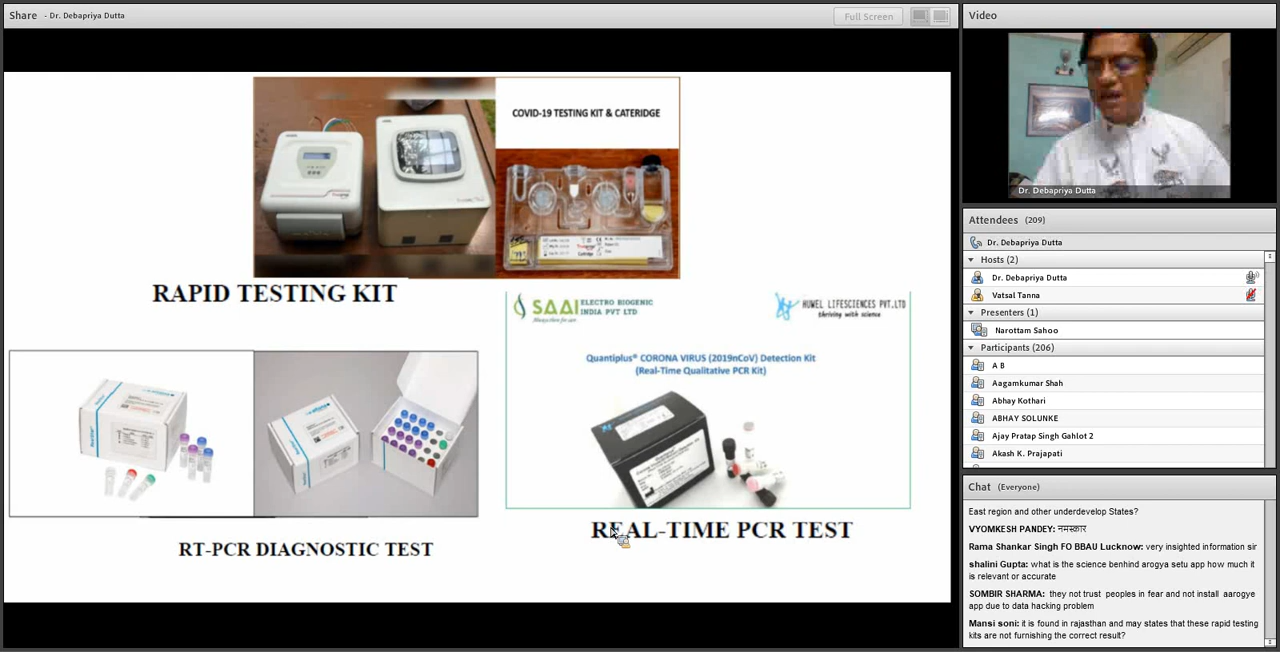 Share - Dr. Debapriya Dutta
Full Screen
COVID-19 TESTING KIT & CATERIDGE
RAPID TESTING KIT
SAAI ELECTRO BIOGENIC
INDIA PVT LTD
HUWEL LIFESCIENCES PVT.LTD
thriving with science
Quantiplus® CORONA VIRUS (2019nCoV) Detection Kit
(Real-Time Qualitative PCR Kit)
RT-PCR DIAGNOSTIC TEST
REAL-TIME PCR TEST
Video
Dr. Debapriya Dutta
Attendees (209)
Dr. Debapriya Dutta
Hosts (2)
Dr. Debapriya Dutta
Vatsal Tanna
Presenters (1)
Narottam Sahoo
Participants (206)
A B
Aagamkumar Shah
Abhay Kothari
ABHAY SOLUNKE
Ajay Pratap Singh Gahlot 2
Akash K. Prajapati
Chat (Everyone)
East region and other underdevelop States?
VYOMKESH PANDEY: नमस्कार
Rama Shankar Singh FO BBAU Lucknow: very insighted information sir
shalini Gupta: what is the science benhind arogya setu app how much it
is relevant or accurate
SOMBIR SHARMA: they not trust peoples in fear and not install aarogye
app due to data hacking problem
Mansi soni: it is found in rajasthan and may states that these rapid testing
kits are not furnishing the correct result?